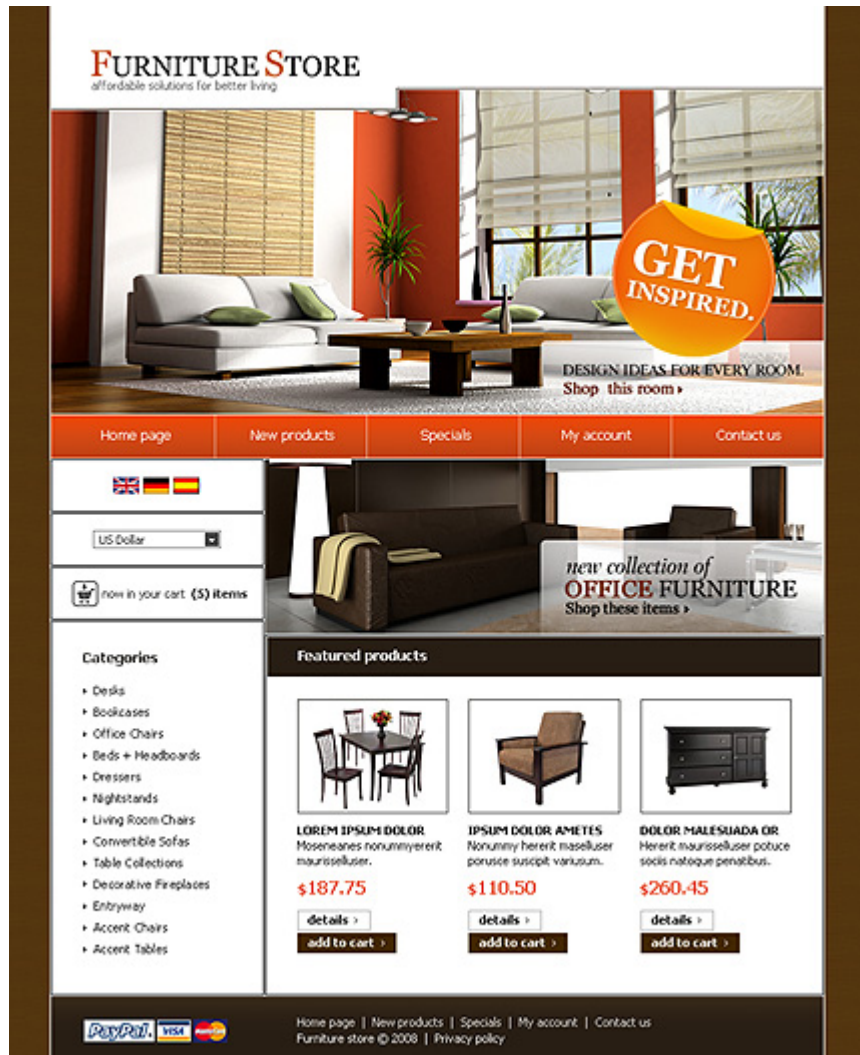 FURNITURE STORE
affordable solutions for better living
GET
INSPIRED.
DESIGN IDEAS FOR EVERY ROOM.
Shop this room
Home page
New products
Specials
My account
Contact us
US Dollar
now in your cart (5) items
new collection of
OFFICE FURNITURE
Shop these items
Categories
Desks
Bookcases
Office Chairs
Beds + Headboards
Dressers
Nightstands
Living Room Chairs
Convertible Sofas
Table Collections
Decorative Fireplaces
Entryway
Accent Chairs
Accent Tables
Featured products
LOREM IPSUM DOLOR
Moseneanes nonummyererit
maurisselluser.
$187.75
details
add to cart
IPSUM DOLOR AMETES
Nonummy hererit maselluser
porusce suscipit variusum.
$110.50
details
add to cart
DOLOR MALESUADA OR
Hererit maurisselluser potuce
sociis natoque penatibus.
$260.45
details
add to cart
PayPal. VISA MasterCard
Home page | New products | Specials | My account | Contact us
Furniture store © 2008 | Privacy policy